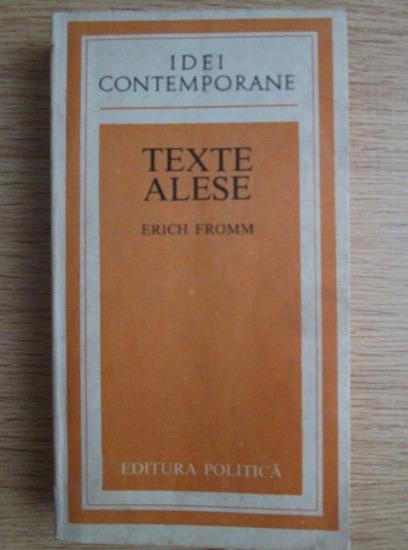 IDEI
CONTEMPORANE
TEXTE
ALESE
ERICH FROMM
EDITURA POLITICĂ